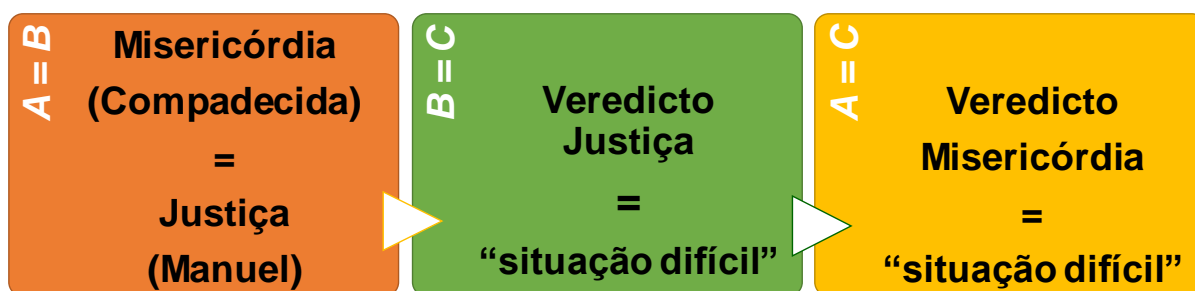 A = B
Misericórdia
(Compadecida)
=
Justiça
(Manuel)
B = C
Veredicto
Justiça
=
“situação difícil”
A = C
Veredicto
Misericórdia
=
“situação difícil”